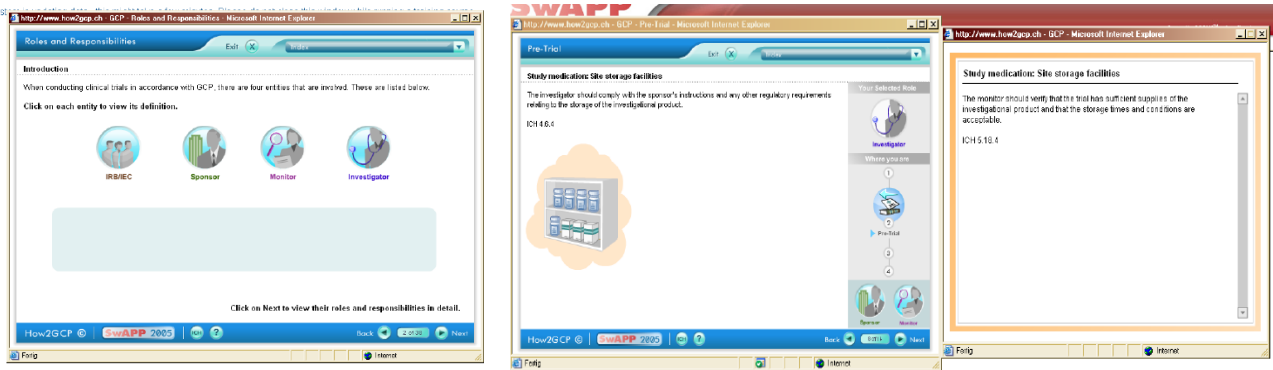 http://www.how2gcp.ch - GCP - Roles and Responsibilities - Microsoft Internet Explorer
Roles and Responsibilities
Exit
Index
Introduction
When conducting clinical trials in accordance with GCP, there are four entities that are involved. These are listed below.
Click on each entity to view its definition.
IRB/IEC
Sponsor
Monitor
Investigator
Click on Next to view their roles and responsibilities in detail.
How2GCP ©
SwAPP 2005
ICH
?
Back
Next
Fertig
Internet
SWAPP
http://www.how2gcp.ch - GCP - Pre-Trial - Microsoft Internet Explorer
Pre-Trial
Exit
Index
Study medication: Site storage facilities
The investigator should comply with the sponsor's instructions and any other regulatory requirements
relating to the storage of the investigational product.
ICH 4.6.4
Your Selected Role
Investigator
Where you are
1
2
Pre-Trial
3
4
Sponsor
Monitor
How2GCP ©
SwAPP 2005
ICH
?
Back
Next
Fertig
Internet
http://www.how2gcp.ch - GCP - Microsoft Internet Explorer
Study medication: Site storage facilities
The monitor should verify that the trial has sufficient supplies of the
investigational product and that the storage times and conditions are
acceptable.
ICH 5.18.4
Fertig
Internet